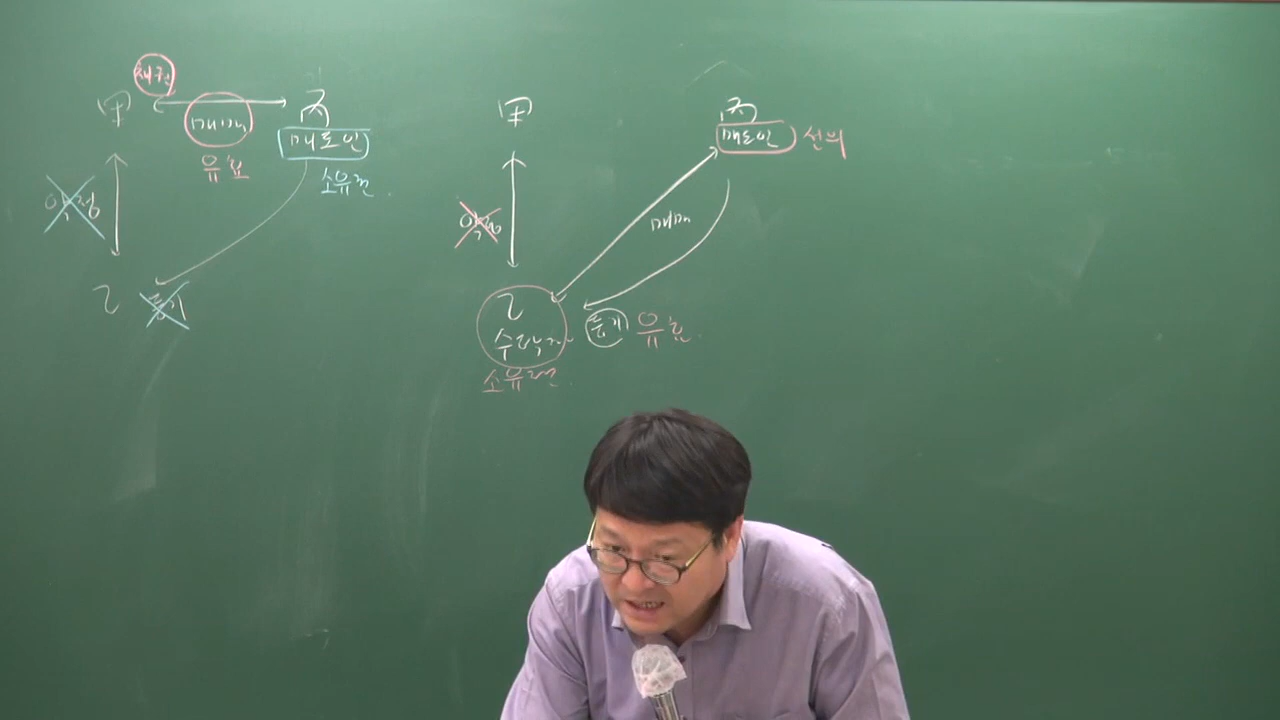 채권
甲 매매 丙
매도인
유효
소유권.
약정
乙 등기
甲 丙
매도인 선의
약정
매매
乙 등기 유효.
수탁자
소유권.